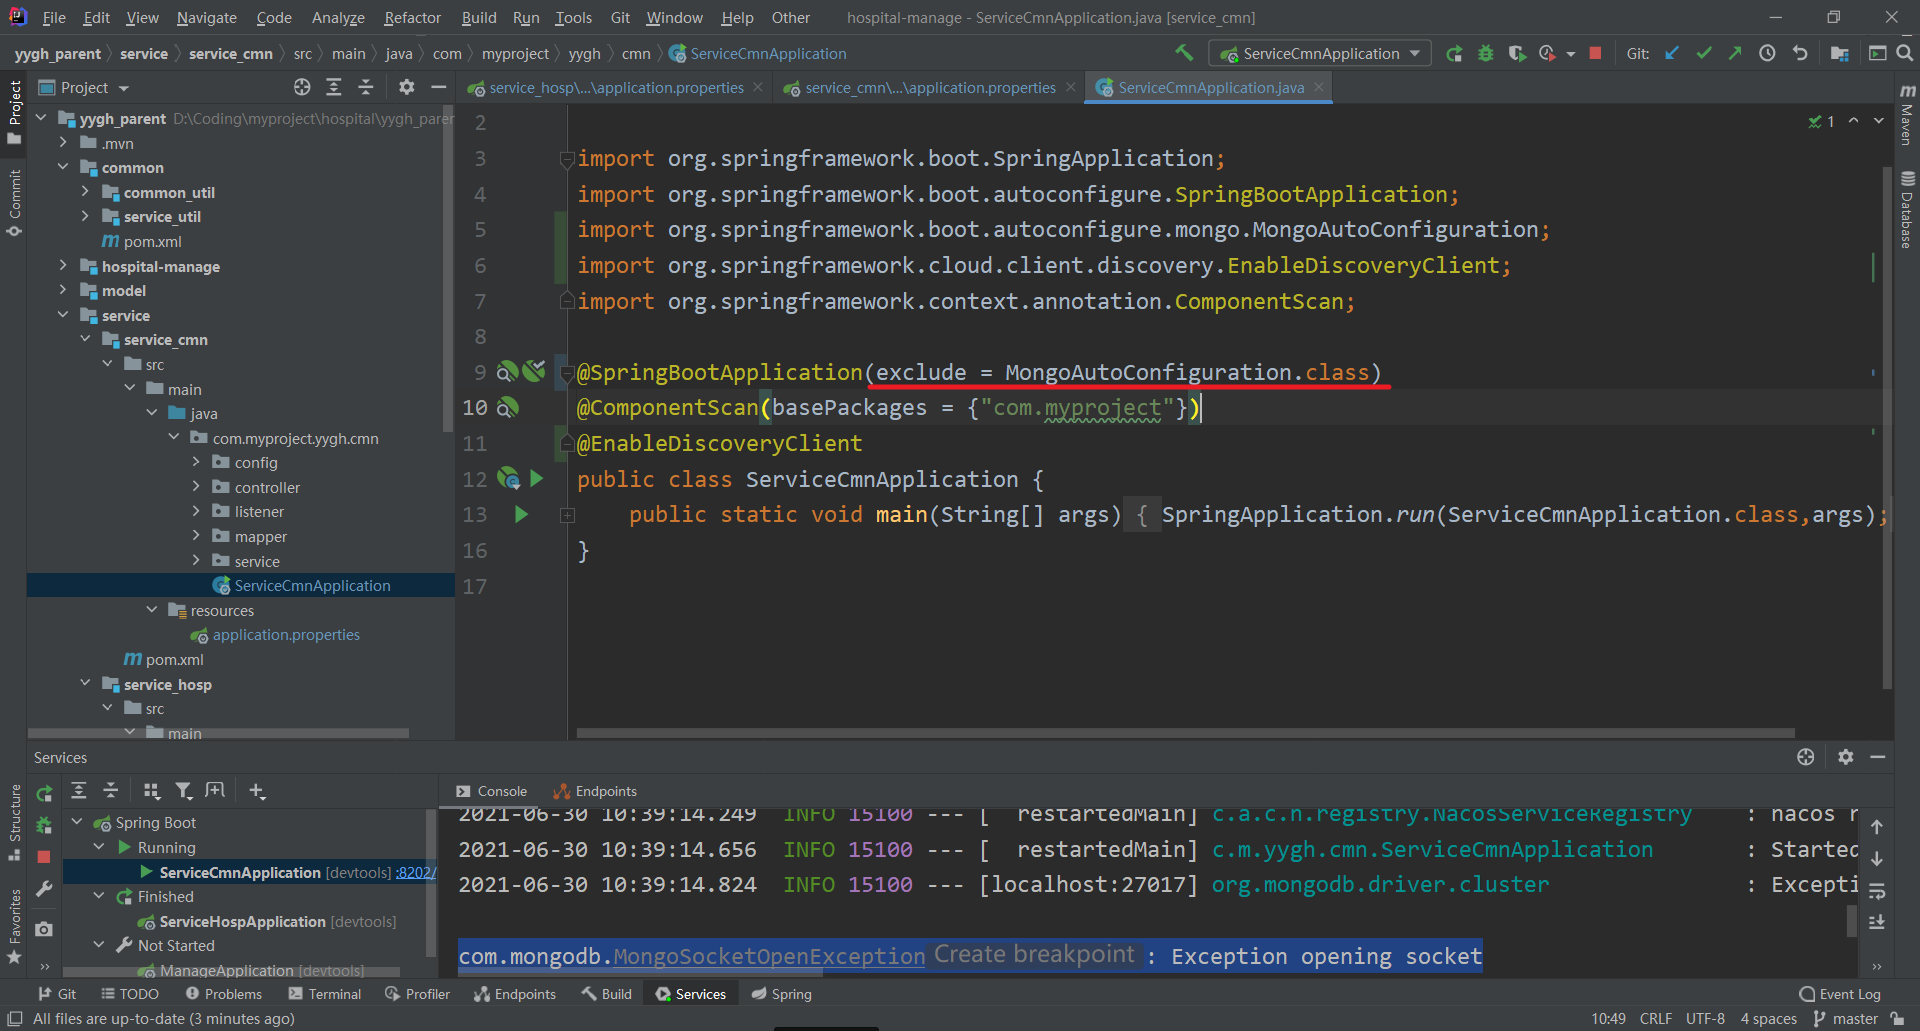 File Edit View Navigate Code Analyze Refactor Build Run Tools Git Window Help Other hospital-manage - ServiceCmnApplication.java [service_cmn]
yygh_parent service service_cmn src main java com myproject yygh cmn ServiceCmnApplication ServiceCmnApplication Git:
Project
service_hosp\...\application.properties service_cmn\...\application.properties ServiceCmnApplication.java
yygh_parent D:\Coding\myproject\hospital\yygh_parer
.mvn
common
common_util
service_util
pom.xml
hospital-manage
model
service
service_cmn
src
main
java
com.myproject.yygh.cmn
config
controller
listener
mapper
service
ServiceCmnApplication
resources
application.properties
pom.xml
service_hosp
src
main
2
1
3 import org.springframework.boot.SpringApplication;
4 import org.springframework.boot.autoconfigure.SpringBootApplication;
5 import org.springframework.boot.autoconfigure.mongo.MongoAutoConfiguration;
6 import org.springframework.cloud.client.discovery.EnableDiscoveryClient;
7 import org.springframework.context.annotation.ComponentScan;
8
9 @SpringBootApplication(exclude = MongoAutoConfiguration.class)
10 @ComponentScan(basePackages = {"com.myproject"})
11 @EnableDiscoveryClient
12 public class ServiceCmnApplication {
13 public static void main(String[] args) { SpringApplication.run(ServiceCmnApplication.class,args);
16 }
17
Project
Commit
Structure
Favorites
Maven
Database
Services
Console Endpoints
Spring Boot
Running
ServiceCmnApplication [devtools] :8202/
Finished
ServiceHospApplication [devtools]
Not Started
ManageApplication [devtools]
2021-06-30 10:39:14.249 INFO 15100 --- [ restartedMain] c.a.c.n.registry.NacosServiceRegistry : nacos r
2021-06-30 10:39:14.656 INFO 15100 --- [ restartedMain] c.m.yygh.cmn.ServiceCmnApplication : Started
2021-06-30 10:39:14.824 INFO 15100 --- [localhost:27017] org.mongodb.driver.cluster : Excepti
com.mongodb.MongoSocketOpenException Create breakpoint : Exception opening socket
Git TODO Problems Terminal Profiler Endpoints Build Services Spring Event Log
All files are up-to-date (3 minutes ago) 10:49 CRLF UTF-8 4 spaces master